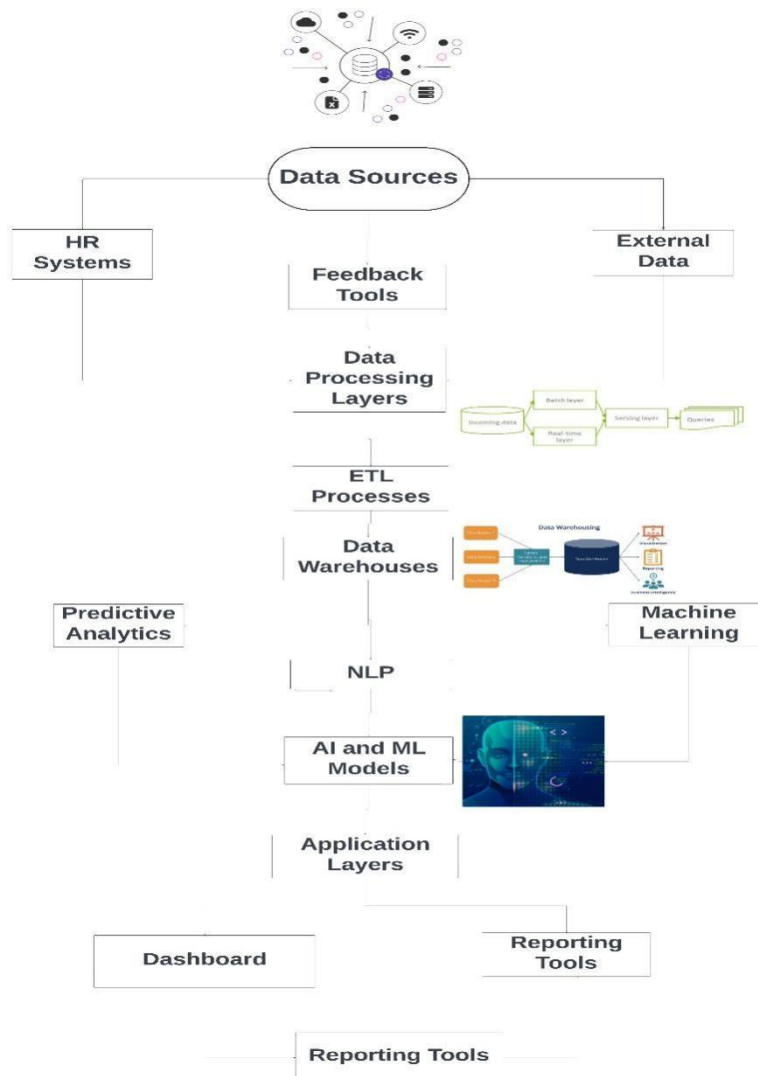 Data Sources
HR
Systems
External
Data
Feedback
Tools
Data
Processing
Layers
Batch layer
Incoming data
Serving layer
Queries
Real-time
layer
ETL
Processes
Data Warehousing
Data
Warehouses
Reporting
Predictive
Analytics
Machine
Learning
NLP
AI and ML
Models
Application
Layers
Dashboard
Reporting
Tools
Reporting Tools